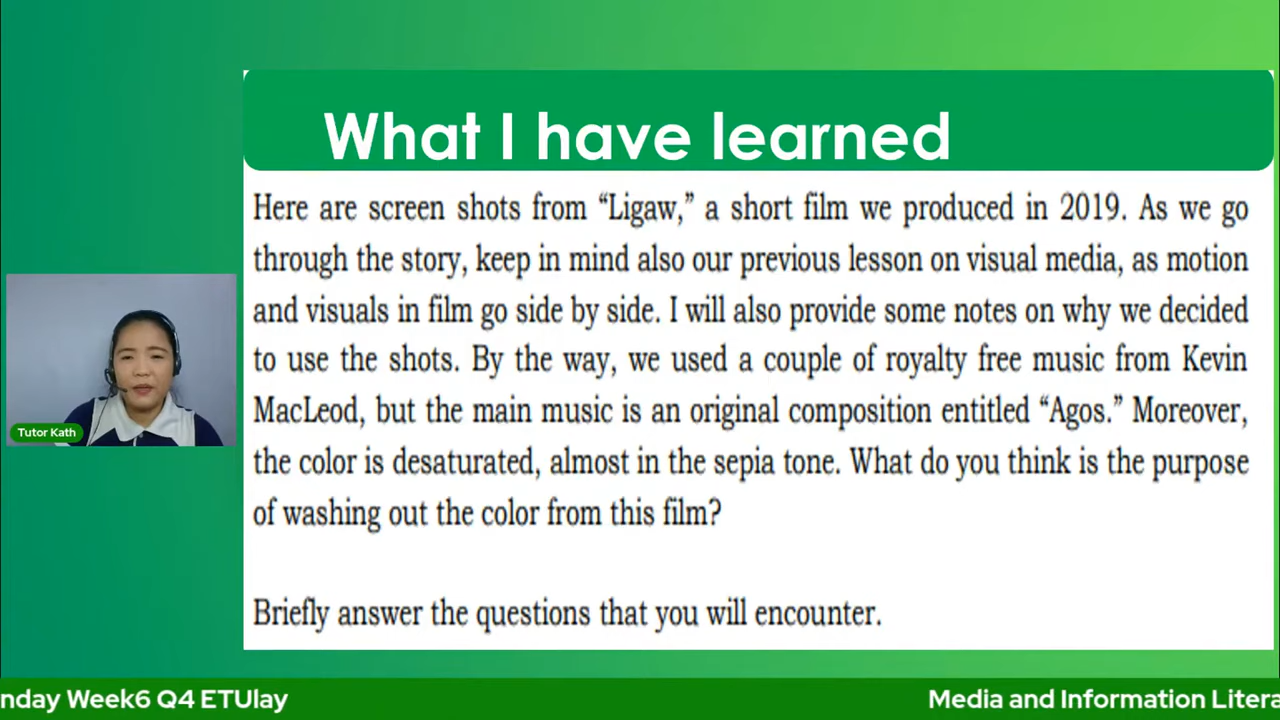 What I have learned
Here are screen shots from “Ligaw,” a short film we produced in 2019. As we go
through the story, keep in mind also our previous lesson on visual media, as motion
and visuals in film go side by side. I will also provide some notes on why we decided
to use the shots. By the way, we used a couple of royalty free music from Kevin
MacLeod, but the main music is an original composition entitled “Agos.” Moreover,
the color is desaturated, almost in the sepia tone. What do you think is the purpose
of washing out the color from this film?
Briefly answer the questions that you will encounter.
Tutor Kath
nday Week6 Q4 ETUlay
Media and Information Litera